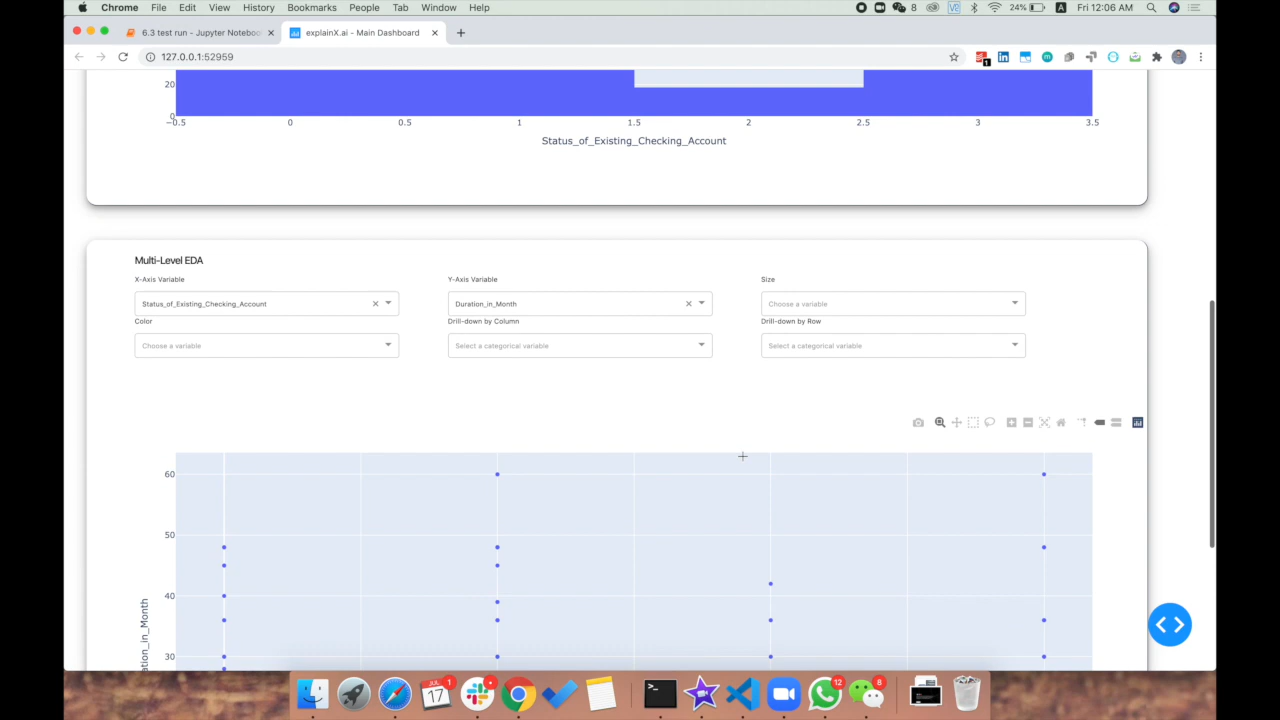 Chrome File Edit View History Bookmarks People Tab Window Help 8 24% A Fri 12:06 AM
6.3 test run - Jupyter Noteboo explainX.ai - Main Dashboard
127.0.0.1:52959
1
20
0
−0.5 0 0.5 1 1.5 2 2.5 3 3.5
Status_of_Existing_Checking_Account
Multi-Level EDA
X-Axis Variable Y-Axis Variable Size
Status_of_Existing_Checking_Account Duration_in_Month Choose a variable
Color Drill-down by Column Drill-down by Row
Choose a variable Select a categorical variable Select a categorical variable
60
50
40
30
ation_in_Month
JUL 17 1 12 8